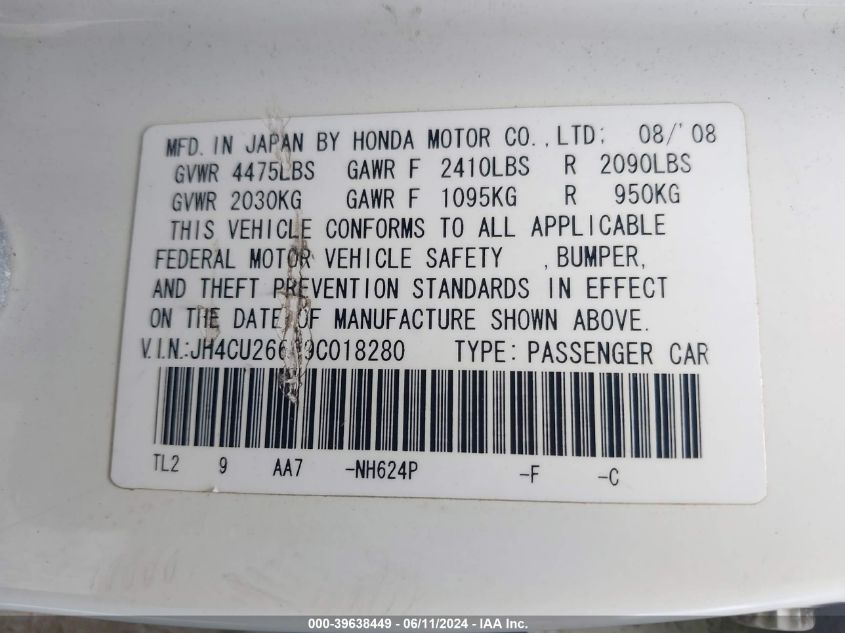 MFD. IN JAPAN BY HONDA MOTOR CO.,LTD: 08/'08
GVWR 4475LBS GAWR F 2410LBS R 2090LBS
GVWR 2030KG GAWR F 1095KG R 950KG
THIS VEHICLE CONFORMS TO ALL APPLICABLE
FEDERAL MOTOR VEHICLE SAFETY , BUMPER,
AND THEFT PREVENTION STANDARDS IN EFFECT
ON THE DATE OF MANUFACTURE SHOWN ABOVE.
V.I.N.: TYPE: PASSENGER CAR
TL2 9 AA7 -NH624P -F -C
000-39638449 - 06/11/2024 - IAA Inc.